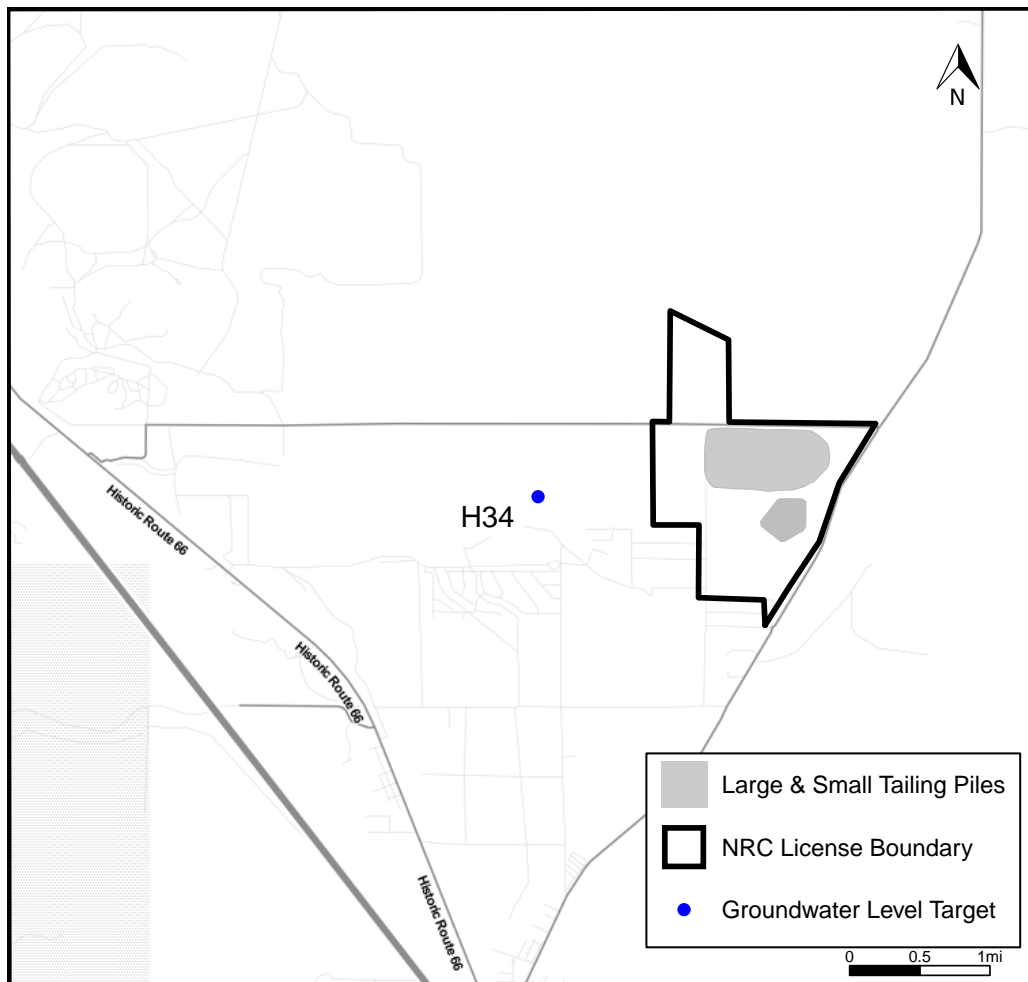 N
H34
Historic Route 66
Historic Route 66
Historic Route 66
Large & Small Tailing Piles
NRC License Boundary
Groundwater Level Target
0 0.5 1mi